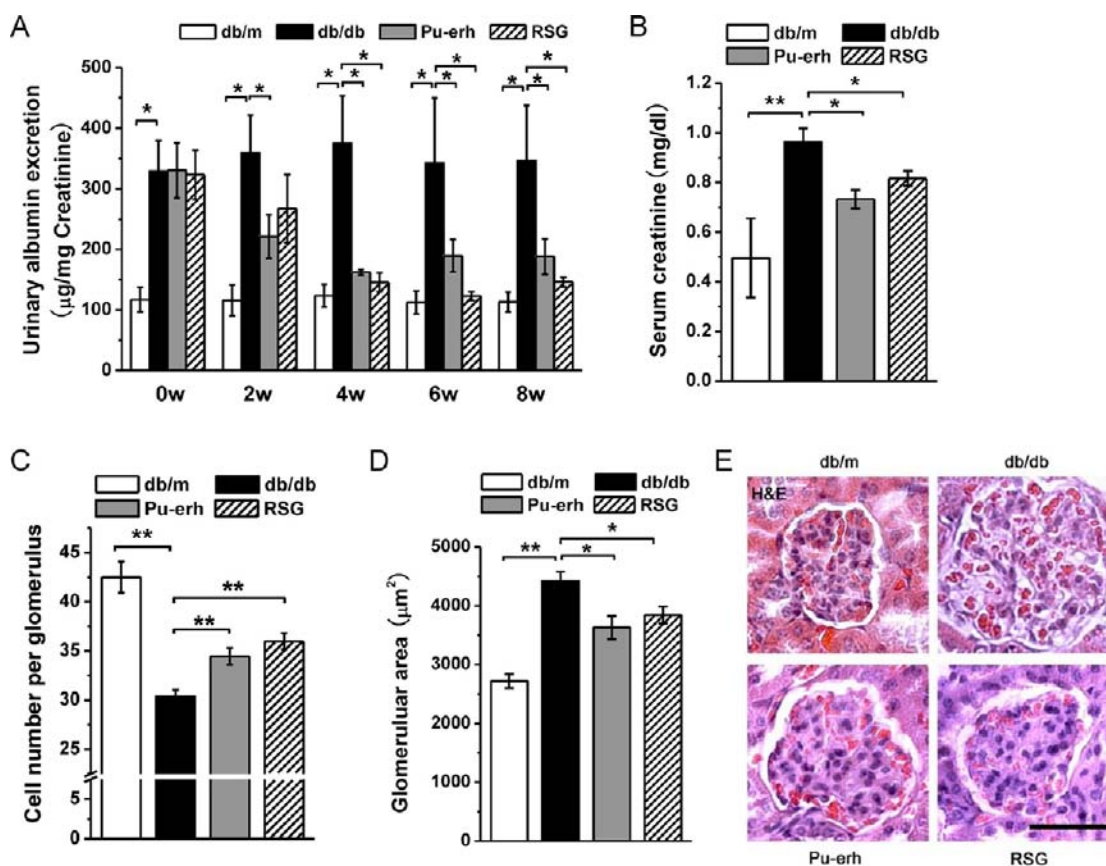 A
db/m db/db Pu-erh RSG
Urinary albumin excretion
(μg/mg Creatinine)
500
400
300
200
100
0
* * * * * * * * * * * *
0w 2w 4w 6w 8w
B
db/m db/db
Pu-erh RSG
Serum creatinine (mg/dl)
1.2
1.0
0.8
0.6
0.4
0.2
0.0
** * *
C
db/m db/db
Pu-erh RSG
Cell number per glomerulus
45
40
35
30
25
5
0
** ** **
D
db/m db/db
Pu-erh RSG
Glomeruluar area (μm²)
5000
4000
3000
2000
1000
0
** * *
E
db/m db/db
H&E
Pu-erh RSG